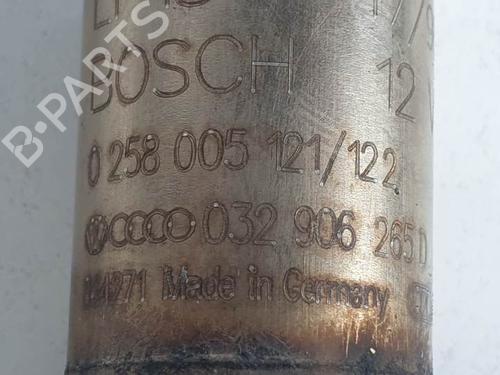 BOSCH 12 V
0 258 005 121/122
032 906 265 D
Made in Germany
B-PARTS